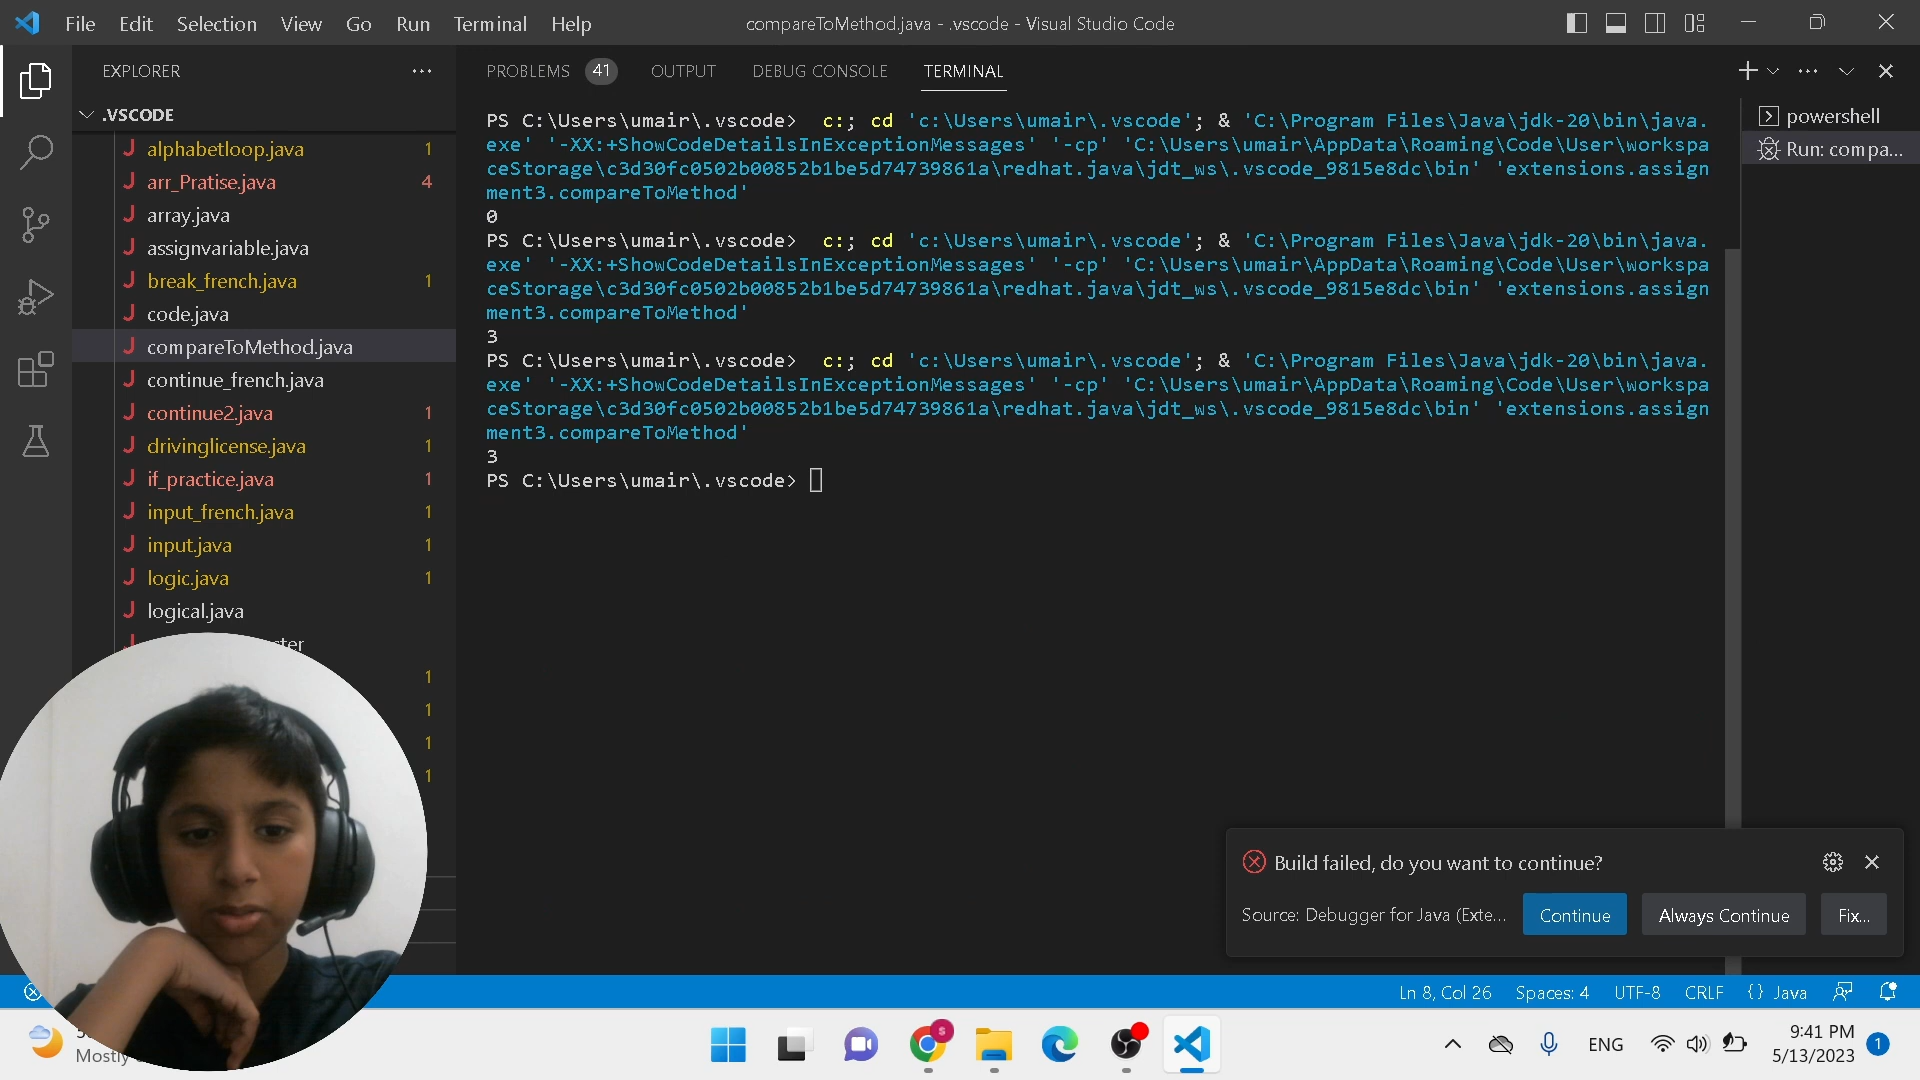 File Edit Selection View Go Run Terminal Help compareToMethod.java - .vscode - Visual Studio Code
EXPLORER
.VSCODE
alphabetloop.java 1
arr_Pratise.java 4
array.java
assignvariable.java
break_french.java 1
code.java
compareToMethod.java
continue_french.java
continue2.java 1
drivinglicense.java 1
if_practice.java 1
input_french.java 1
input.java 1
logic.java 1
logical.java
1
1
1
1
PROBLEMS 41 OUTPUT DEBUG CONSOLE TERMINAL
PS C:\Users\umair\.vscode>  c:; cd 'c:\Users\umair\.vscode'; & 'C:\Program Files\Java\jdk-20\bin\java.
exe' '-XX:+ShowCodeDetailsInExceptionMessages' '-cp' 'C:\Users\umair\AppData\Roaming\Code\User\workspa
ceStorage\c3d30fc0502b00852b1be5d74739861a\redhat.java\jdt_ws\.vscode_9815e8dc\bin' 'extensions.assign
ment3.compareToMethod'
0
PS C:\Users\umair\.vscode>  c:; cd 'c:\Users\umair\.vscode'; & 'C:\Program Files\Java\jdk-20\bin\java.
exe' '-XX:+ShowCodeDetailsInExceptionMessages' '-cp' 'C:\Users\umair\AppData\Roaming\Code\User\workspa
ceStorage\c3d30fc0502b00852b1be5d74739861a\redhat.java\jdt_ws\.vscode_9815e8dc\bin' 'extensions.assign
ment3.compareToMethod'
3
PS C:\Users\umair\.vscode>  c:; cd 'c:\Users\umair\.vscode'; & 'C:\Program Files\Java\jdk-20\bin\java.
exe' '-XX:+ShowCodeDetailsInExceptionMessages' '-cp' 'C:\Users\umair\AppData\Roaming\Code\User\workspa
ceStorage\c3d30fc0502b00852b1be5d74739861a\redhat.java\jdt_ws\.vscode_9815e8dc\bin' 'extensions.assign
ment3.compareToMethod'
3
PS C:\Users\umair\.vscode>
powershell
Run: compa...
Build failed, do you want to continue?
Source: Debugger for Java (Exte... Continue Always Continue Fix...
Ln 8, Col 26 Spaces: 4 UTF-8 CRLF {} Java
Mostly
ENG
9:41 PM
5/13/2023
1